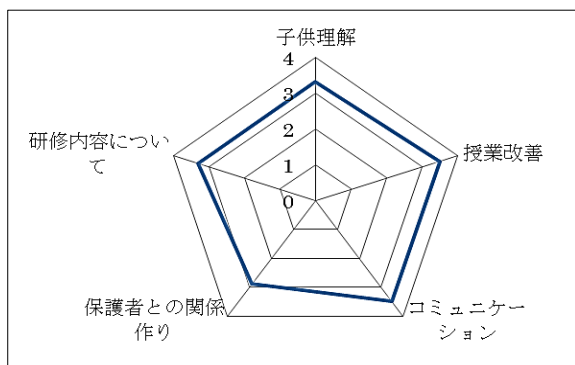 子供理解
4
3
2
1
0
授業改善
コミュニケー
ション
保護者との関係
作り
研修内容につい
て